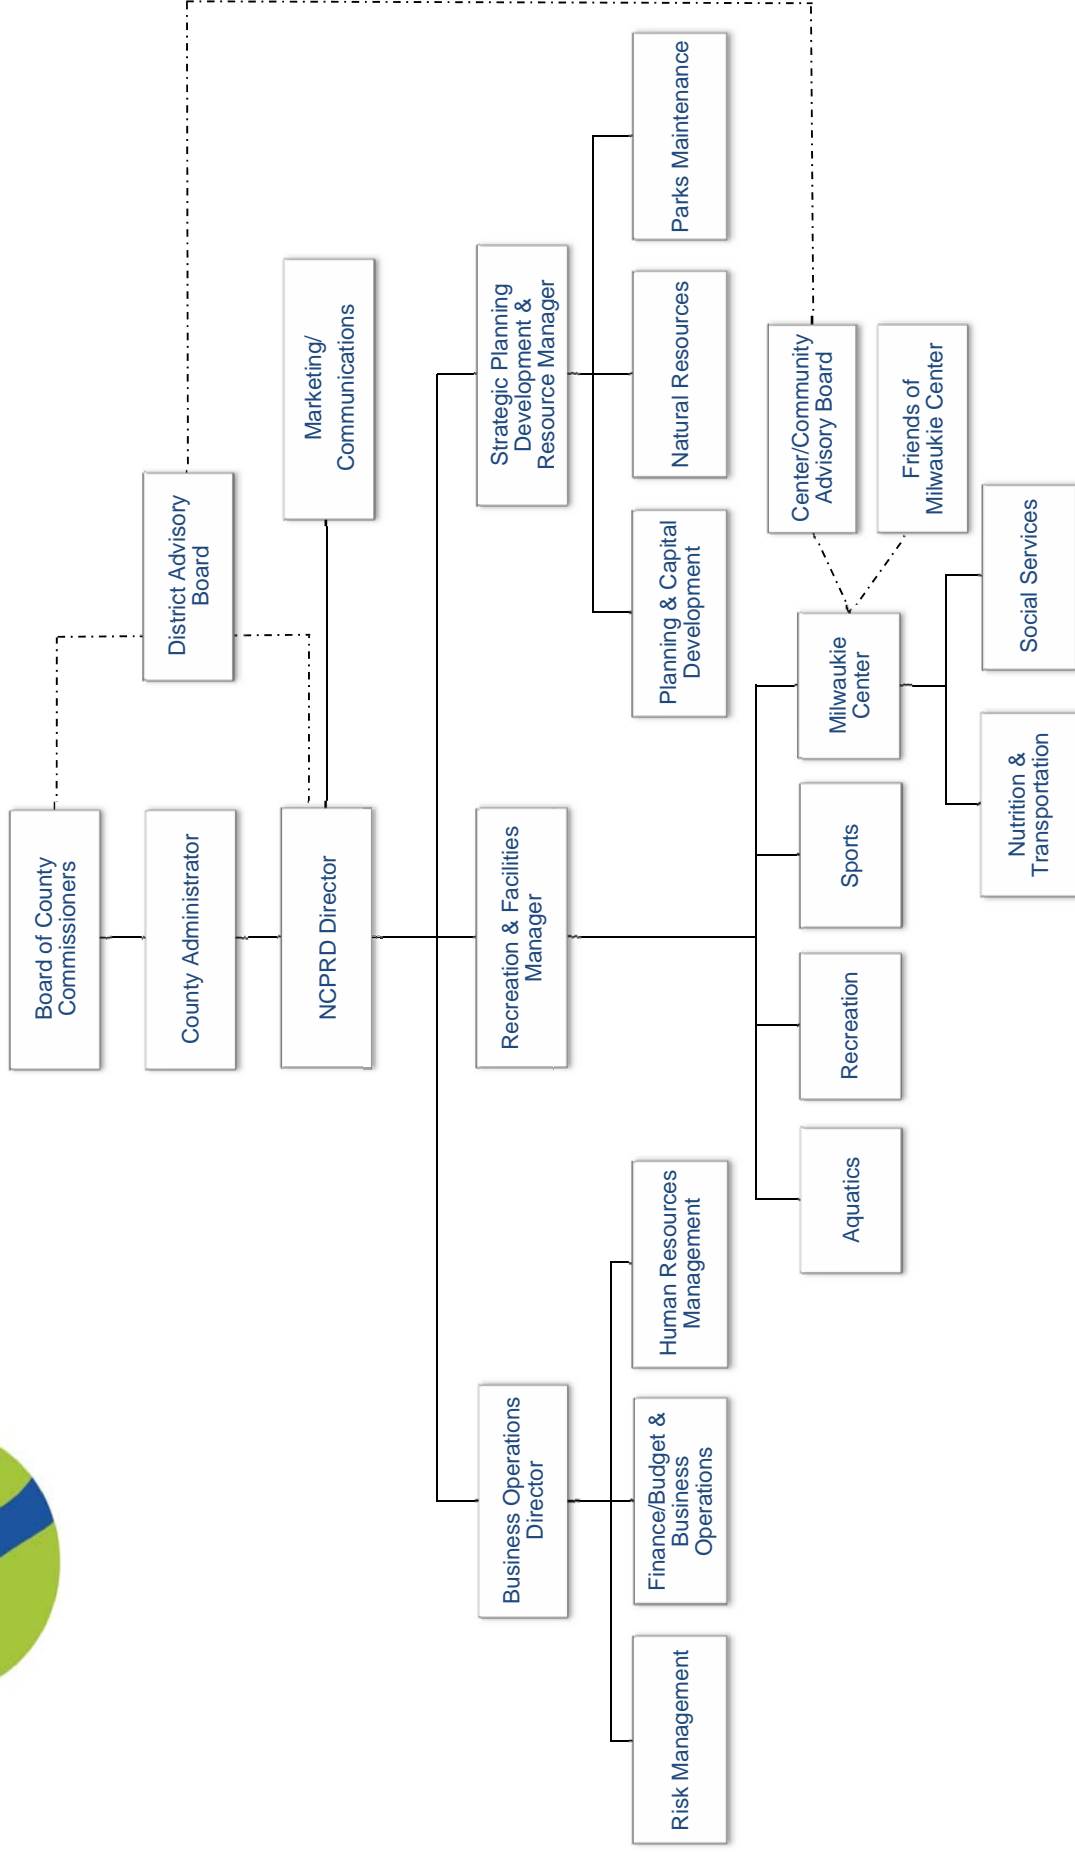 Board of County
Commissioners
District Advisory
Board
County Administrator
NCPRD Director
Marketing/
Communications
Business Operations
Director
Recreation & Facilities
Manager
Strategic Planning
Development &
Resource Manager
Risk Management
Finance/Budget &
Business
Operations
Human Resources
Management
Planning & Capital
Development
Natural Resources
Parks Maintenance
Aquatics
Recreation
Sports
Milwaukie
Center
Center/Community
Advisory Board
Friends of
Milwaukie Center
Nutrition &
Transportation
Social Services